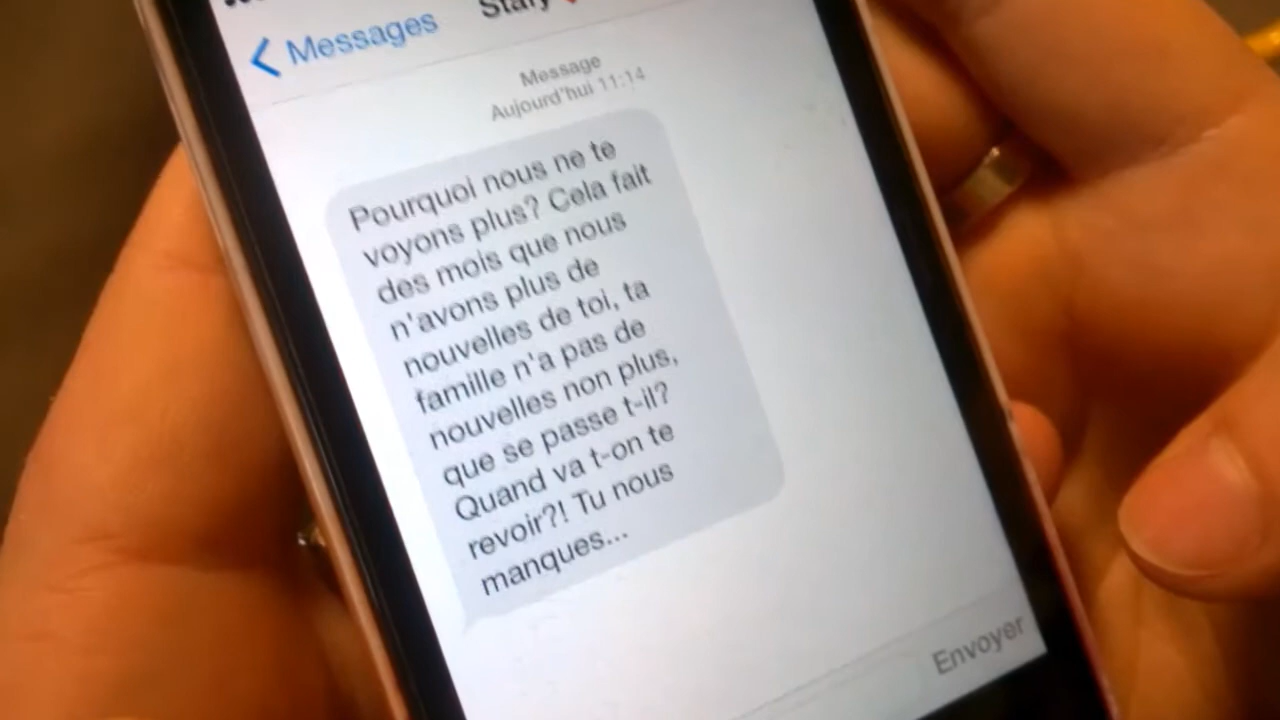 Messages
Message
Aujourd'hui 11:14
Pourquoi nous ne te
voyons plus? Cela fait
des mois que nous
n'avons plus de
nouvelles de toi, ta
famille n'a pas de
nouvelles non plus,
que se passe t-il?
Quand va t-on te
revoir?! Tu nous
manques...
Envoyer